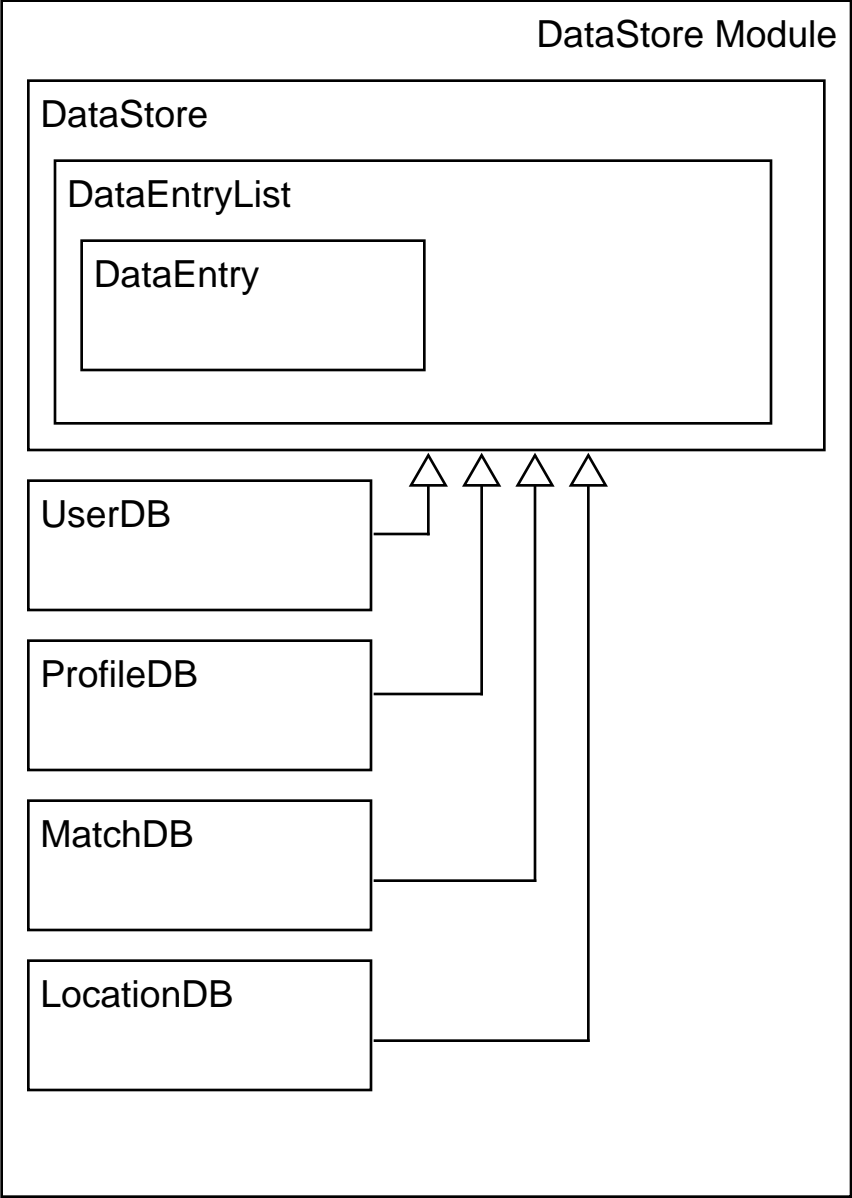 DataStore Module
DataStore
DataEntryList
DataEntry
UserDB
ProfileDB
MatchDB
LocationDB